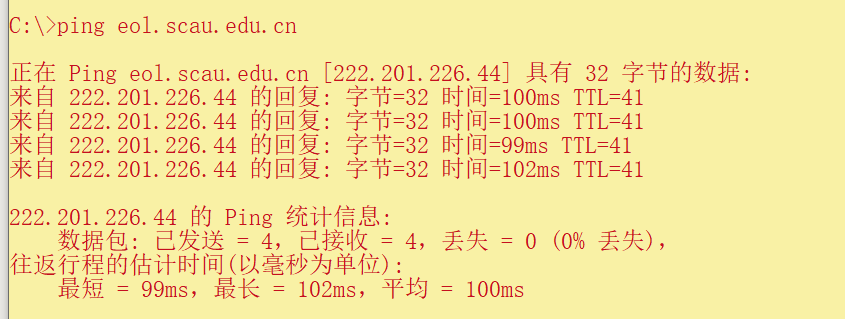 C:\>ping eol.scau.edu.cn
正在 Ping eol.scau.edu.cn [222.201.226.44] 具有 32 字节的数据:
来自 222.201.226.44 的回复: 字节=32 时间=100ms TTL=41
来自 222.201.226.44 的回复: 字节=32 时间=100ms TTL=41
来自 222.201.226.44 的回复: 字节=32 时间=99ms TTL=41
来自 222.201.226.44 的回复: 字节=32 时间=102ms TTL=41
222.201.226.44 的 Ping 统计信息:
数据包: 已发送 = 4，已接收 = 4，丢失 = 0 (0% 丢失)，
往返行程的估计时间(以毫秒为单位):
最短 = 99ms，最长 = 102ms，平均 = 100ms